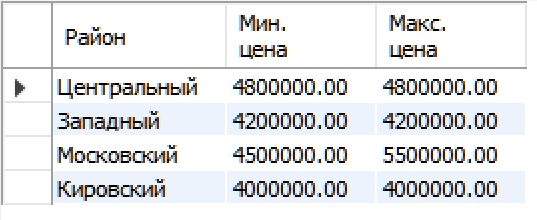 Район Мин. цена Макс. цена
Центральный 4800000.00 4800000.00
Западный 4200000.00 4200000.00
Московский 4500000.00 5500000.00
Кировский 4000000.00 4000000.00